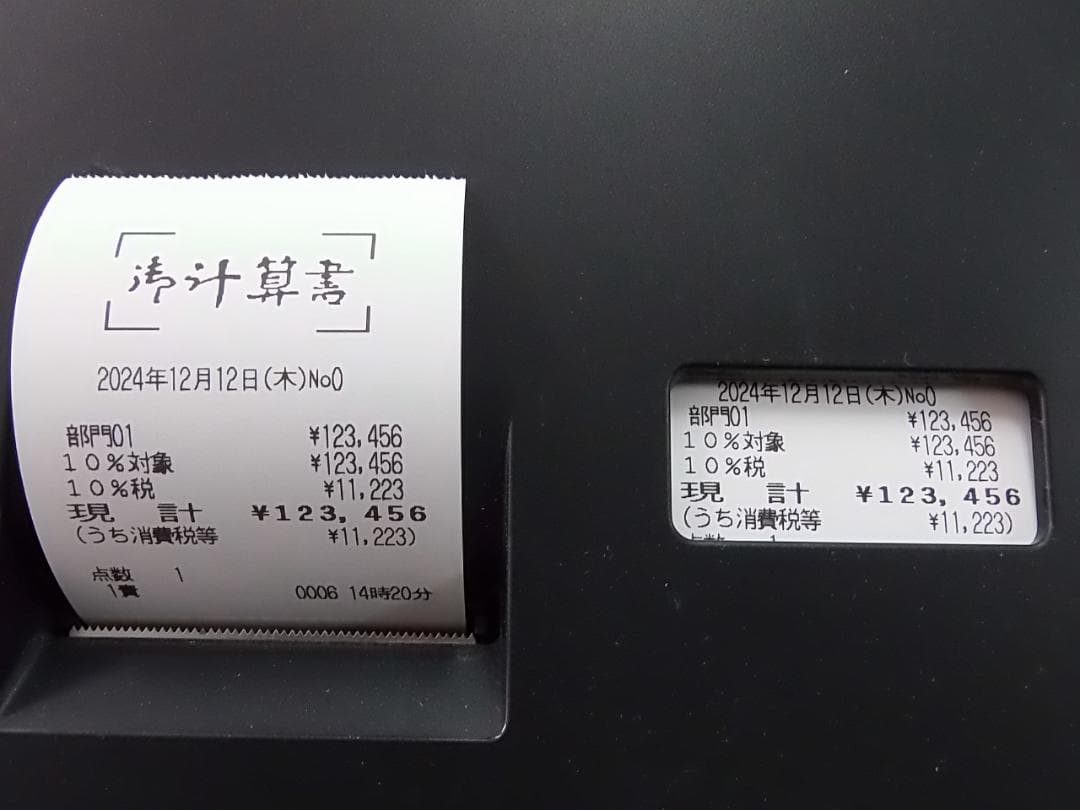 御計算書
2024年12月12日(木)No0
部門01 ¥123,456
10%対象 ¥123,456
10%税 ¥11,223
現 計 ¥123,456
(うち消費税等 ¥11,223)
点数 1
1責 0006 14時20分
2024年12月12日(木)No0
部門01 ¥123,456
10%対象 ¥123,456
10%税 ¥11,223
現 計 ¥123,456
(うち消費税等 ¥11,223)